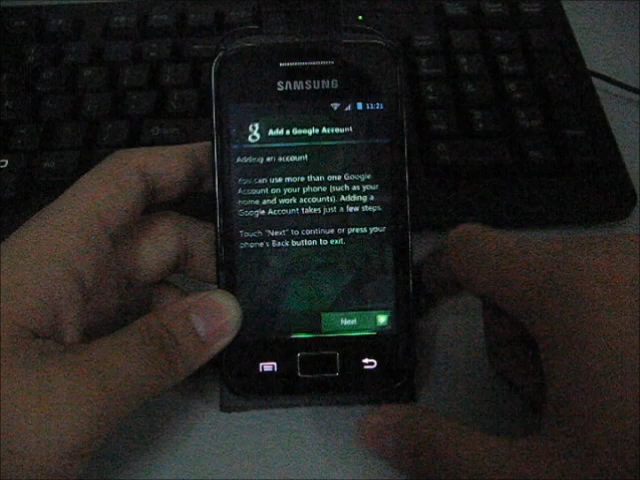 SAMSUNG
11:21
g Add a Google Account
Adding an account
You can use more than one Google
Account on your phone (such as your
home and work accounts). Adding a
Google Account takes just a few steps.
Touch "Next" to continue or press your
phone's Back button to exit.
Next